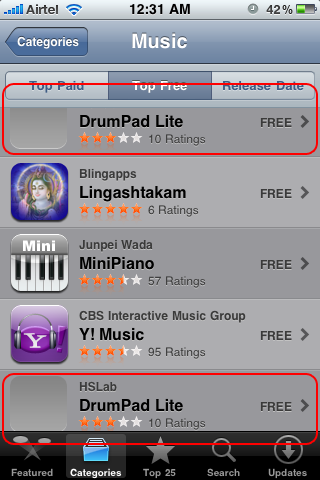 Airtel 12:31 AM 42%
Categories Music
Top Paid Top Free Release Date
DrumPad Lite FREE
10 Ratings
Blingapps
Lingashtakam FREE
6 Ratings
Mini
Junpei Wada
MiniPiano FREE
57 Ratings
CBS Interactive Music Group
Y! Y! Music FREE
95 Ratings
HSLab
DrumPad Lite FREE
10 Ratings
Featured Categories Top 25 Search Updates